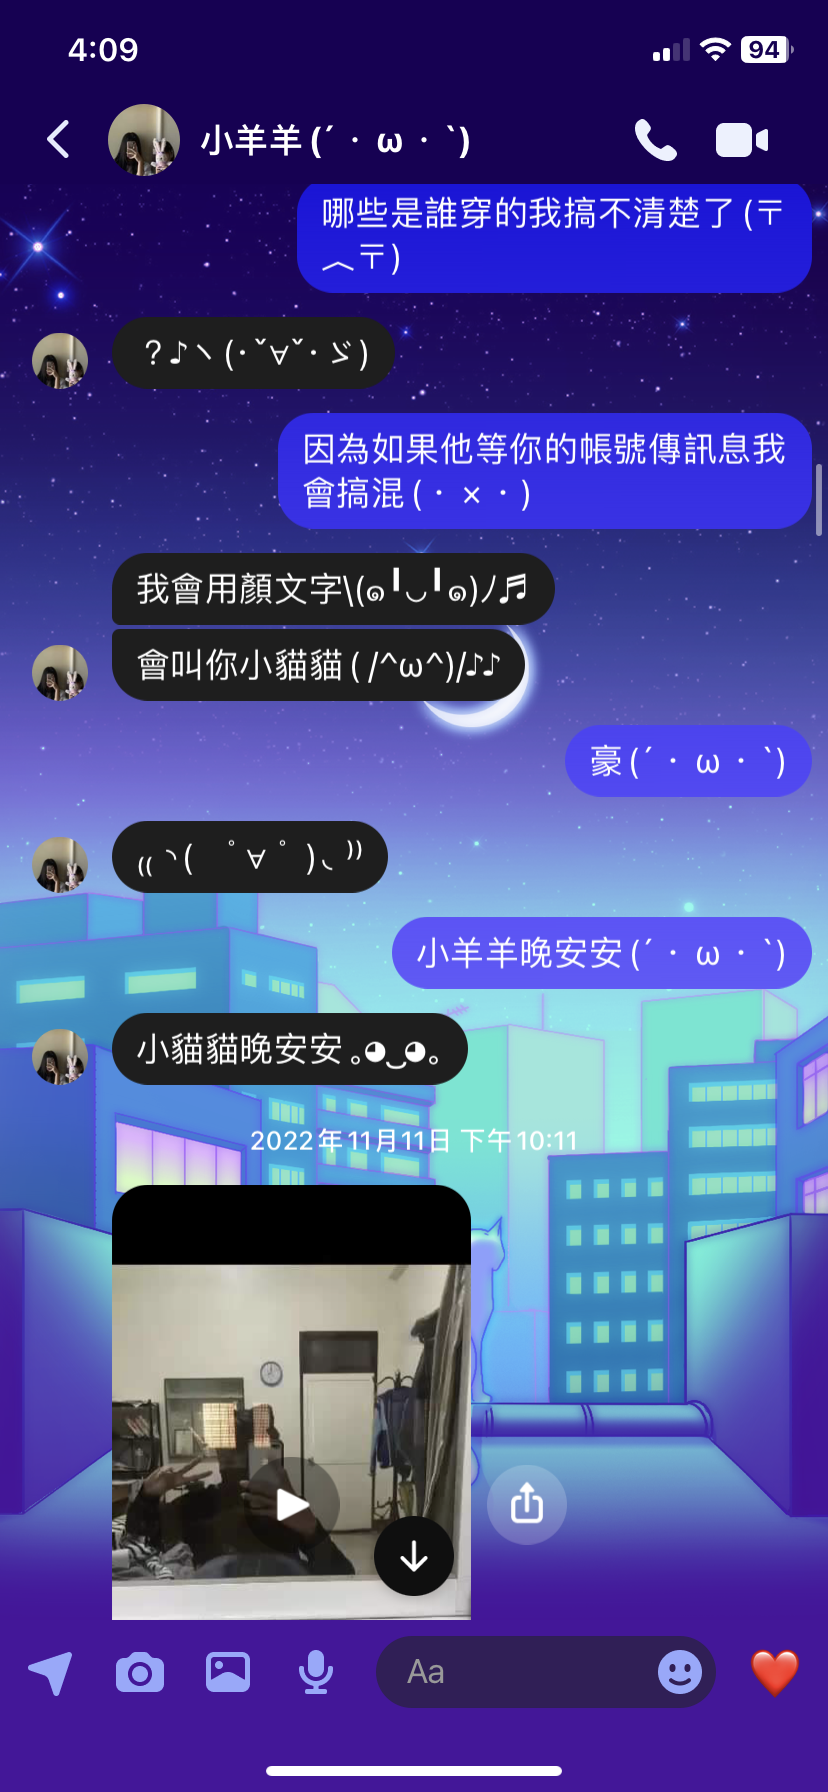 4:09
94
小羊羊 (´・ω・`)
哪些是誰穿的我搞不清楚了 (〒
︿〒)
？♪ヽ(･ˇ∀ˇ･ゞ)
因為如果他等你的帳號傳訊息我
會搞混 (・×・)
我會用顏文字\(๑╹◡╹๑)ﾉ♬
會叫你小貓貓 ( /^ω^)/♪♪
豪 (´・ω・`)
₍₍ ◝(　ﾟ∀ﾟ )◟ ⁾⁾
小羊羊晚安安 (´・ω・`)
小貓貓晚安安 ｡◕‿◕｡
2022年11月11日 下午10:11
Aa